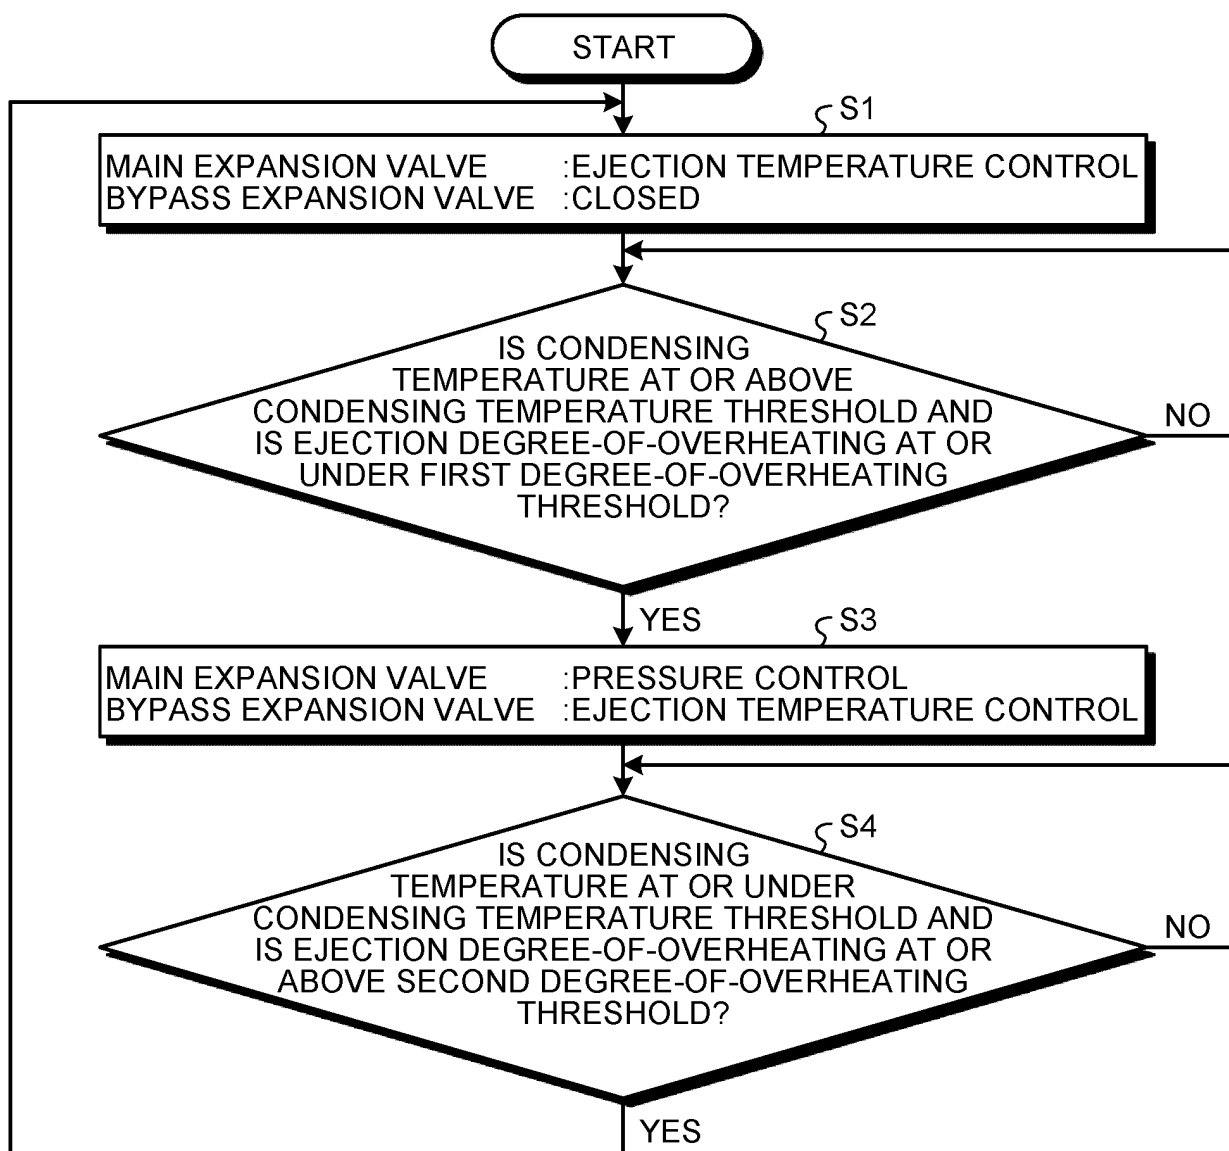 START
S1
MAIN EXPANSION VALVE :EJECTION TEMPERATURE CONTROL
BYPASS EXPANSION VALVE :CLOSED
S2
IS CONDENSING
TEMPERATURE AT OR ABOVE
CONDENSING TEMPERATURE THRESHOLD AND
IS EJECTION DEGREE-OF-OVERHEATING AT OR
UNDER FIRST DEGREE-OF-OVERHEATING
THRESHOLD?
NO
YES
S3
MAIN EXPANSION VALVE :PRESSURE CONTROL
BYPASS EXPANSION VALVE :EJECTION TEMPERATURE CONTROL
S4
IS CONDENSING
TEMPERATURE AT OR UNDER
CONDENSING TEMPERATURE THRESHOLD AND
IS EJECTION DEGREE-OF-OVERHEATING AT OR
ABOVE SECOND DEGREE-OF-OVERHEATING
THRESHOLD?
NO
YES